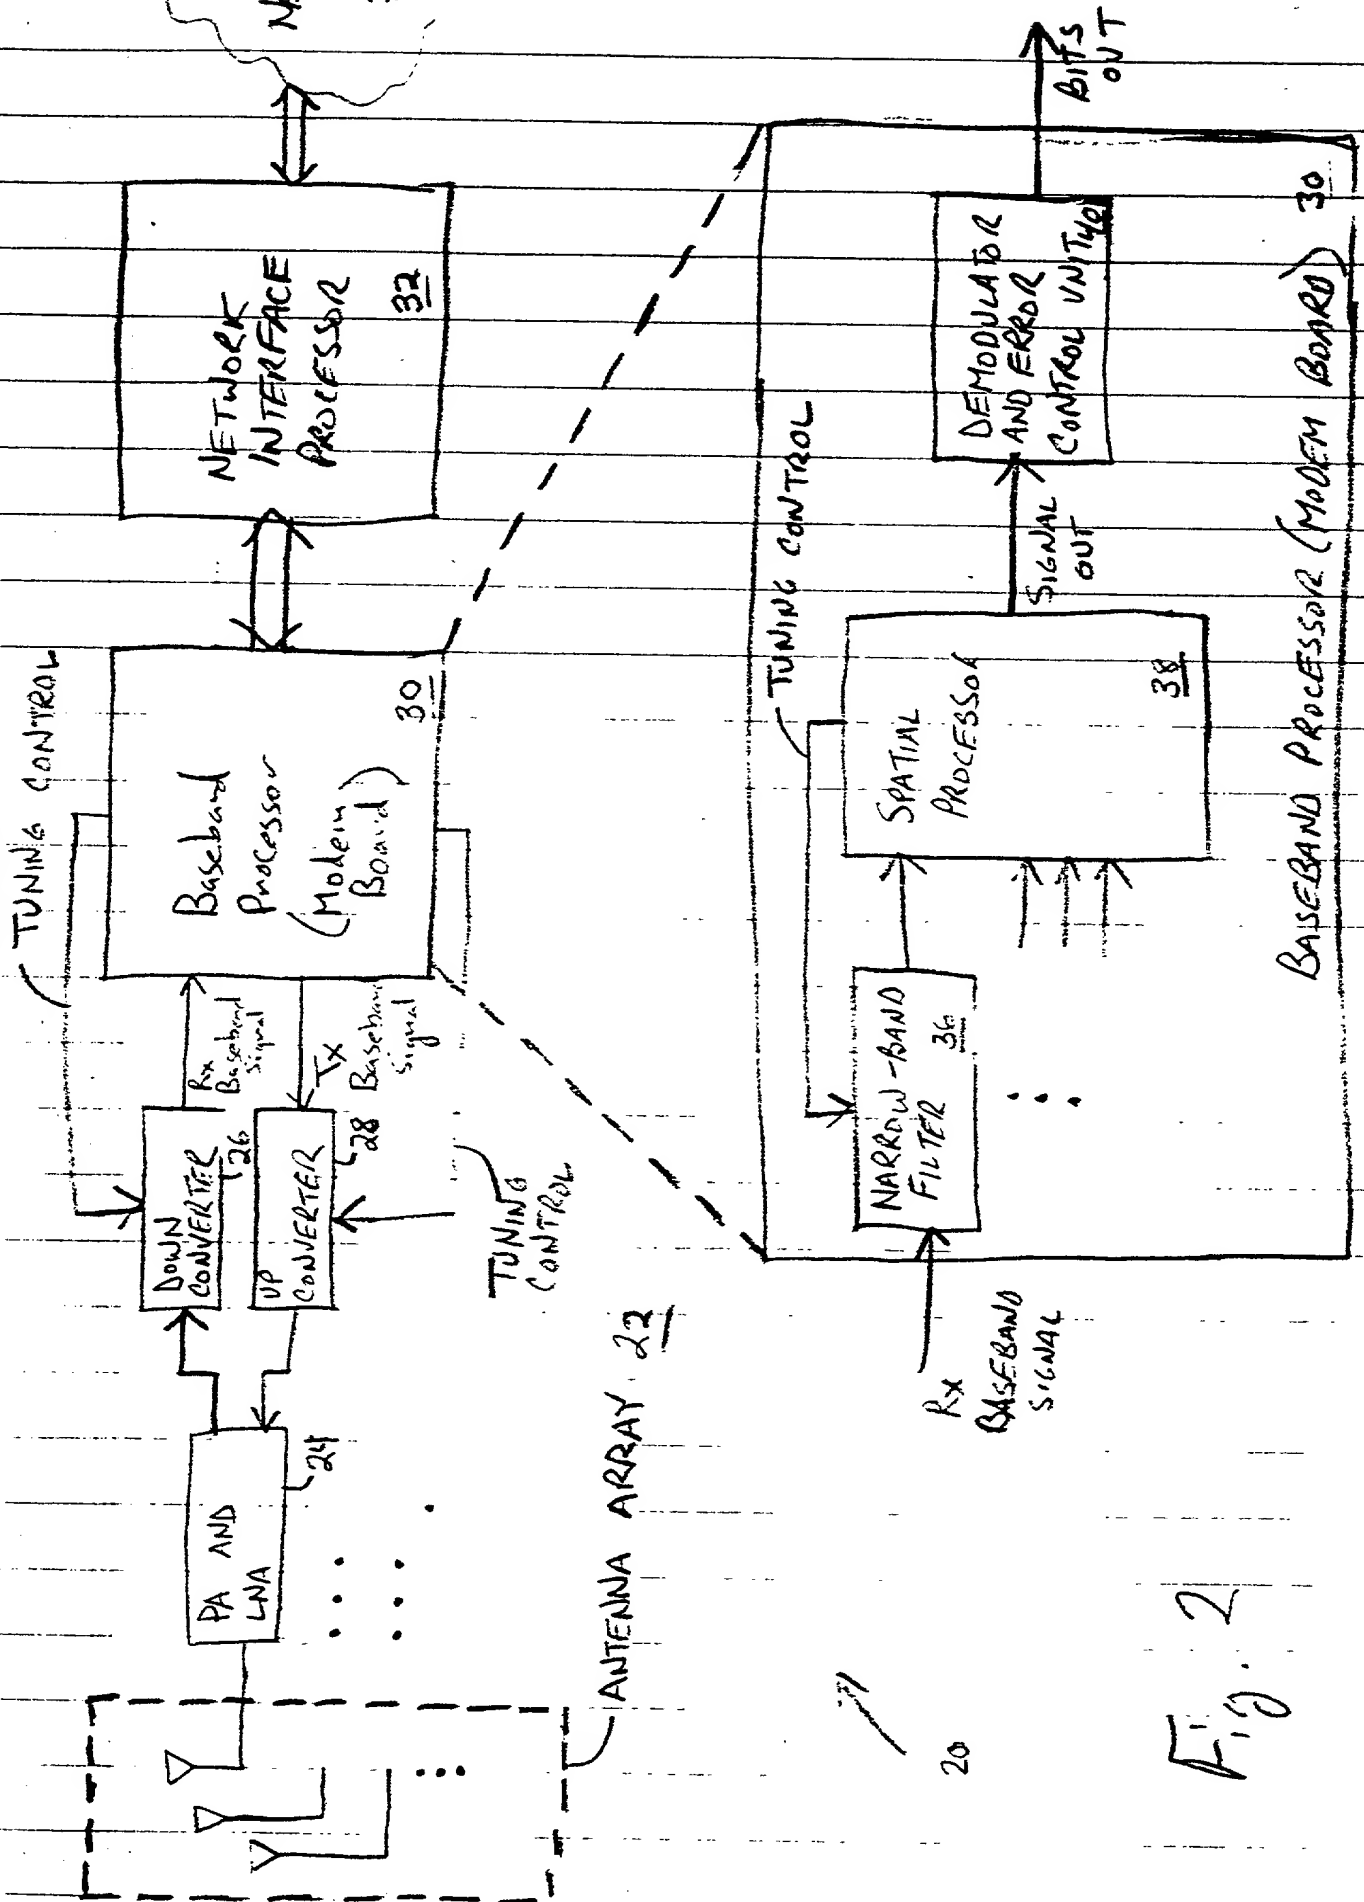 TUNING CONTROL
PA AND
LNA
24
DOWN
CONVERTER
26
UP
CONVERTER
28
Rx
Baseband
Signal
Tx
Baseband
Signal
Baseband
Processor
(Modem
Board)
30
NETWORK
INTERFACE
PROCESSOR
32
TUNING
CONTROL
ANTENNA ARRAY 22
TUNING CONTROL
Rx
BASEBAND
SIGNAL
NARROW-BAND
FILTER
36
SPATIAL
PROCESSOR
38
SIGNAL
OUT
DEMODULATOR
AND ERROR
CONTROL UNIT 40
BITS
OUT
BASEBAND PROCESSOR (MODEM BOARD) 30
20
Fig. 2